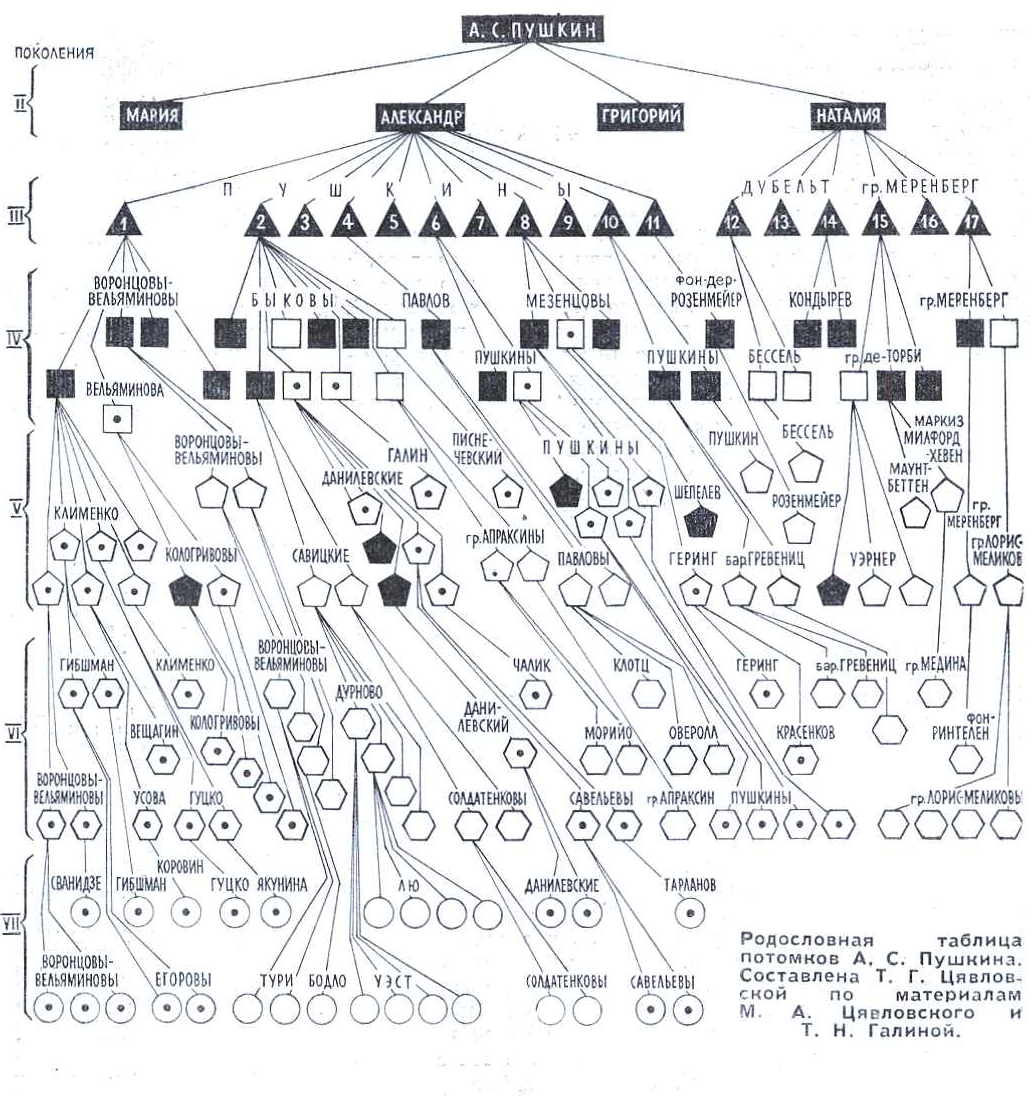 А. С. ПУШКИН
ПОКОЛЕНИЯ
II
МАРИЯ
АЛЕКСАНДР
ГРИГОРИЙ
НАТАЛИЯ
П У Ш К И Н Ы
ДУБЕЛЬТ
гр. МЕРЕНБЕРГ
III
1 2 3 4 5 6 7 8 9 10 11 12 13 14 15 16 17
IV
ВОРОНЦОВЫ-
ВЕЛЬЯМИНОВЫ
БЫКОВЫ
ПАВЛОВ
МЕЗЕНЦОВЫ
ФОН-ДЕР-
РОЗЕНМЕЙЕР
КОНДЫРЕВ
гр. МЕРЕНБЕРГ
ВЕЛЬЯМИНОВА
ПУШКИНЫ
ПУШКИНЫ
БЕССЕЛЬ
гр. де-ТОРБИ
V
ВОРОНЦОВЫ-
ВЕЛЬЯМИНОВЫ
ДАНИЛЕВСКИЕ
ГАЛИН
ПИСНЕ-
ЧЕВСКИЙ
ПУШКИНЫ
ШЕПЕЛЕВ
ПУШКИН
БЕССЕЛЬ
РОЗЕНМЕЙЕР
МАРКИЗ
МИЛФОРД
-ХЕВЕН
МАУНТ-
БЕТТЕН
гр.
МЕРЕНБЕРГ
КЛИМЕНКО
КОЛОГРИВОВЫ
САВИЦКИЕ
гр. АПРАКСИНЫ
ПАВЛОВЫ
ГЕРИНГ
бар. ГРЕВЕНИЦ
УЭРНЕР
гр. ЛОРИС-
МЕЛИКОВ
VI
ГИБШМАН
КЛИМЕНКО
ВОРОНЦОВЫ-
ВЕЛЬЯМИНОВЫ
ДУРНОВО
ЧАЛИК
КЛОТЦ
ГЕРИНГ
бар. ГРЕВЕНИЦ
гр. МЕДИНА
ВЕЩАГИН
КОЛОГРИВОВЫ
ДАНИ-
ЛЕВСКИЙ
МОРИЙО
ОВЕРОЛЛ
КРАСЕНКОВ
ФОН-
РИНТЕЛЕН
ВОРОНЦОВЫ-
ВЕЛЬЯМИНОВЫ
УСОВА
ГУЦКО
СОЛДАТЕНКОВЫ
САВЕЛЬЕВЫ
гр. АПРАКСИН
ПУШКИНЫ
гр. ЛОРИС-МЕЛИКОВЫ
VII
СВАНИДЗЕ
ГИБШМАН
КОРОВИН
ГУЦКО
ЯКУНИНА
ЛЮ
ДАНИЛЕВСКИЕ
ТАРЛАНОВ
ВОРОНЦОВЫ-
ВЕЛЬЯМИНОВЫ
ЕГОРОВЫ
ТУРИ
БОДЛО
УЭСТ
СОЛДАТЕНКОВЫ
САВЕЛЬЕВЫ
Родословная таблица
потомков А. С. Пушкина.
Составлена Т. Г. Цявлов-
ской по материалам
М. А. Цявловского и
Т. Н. Галиной.